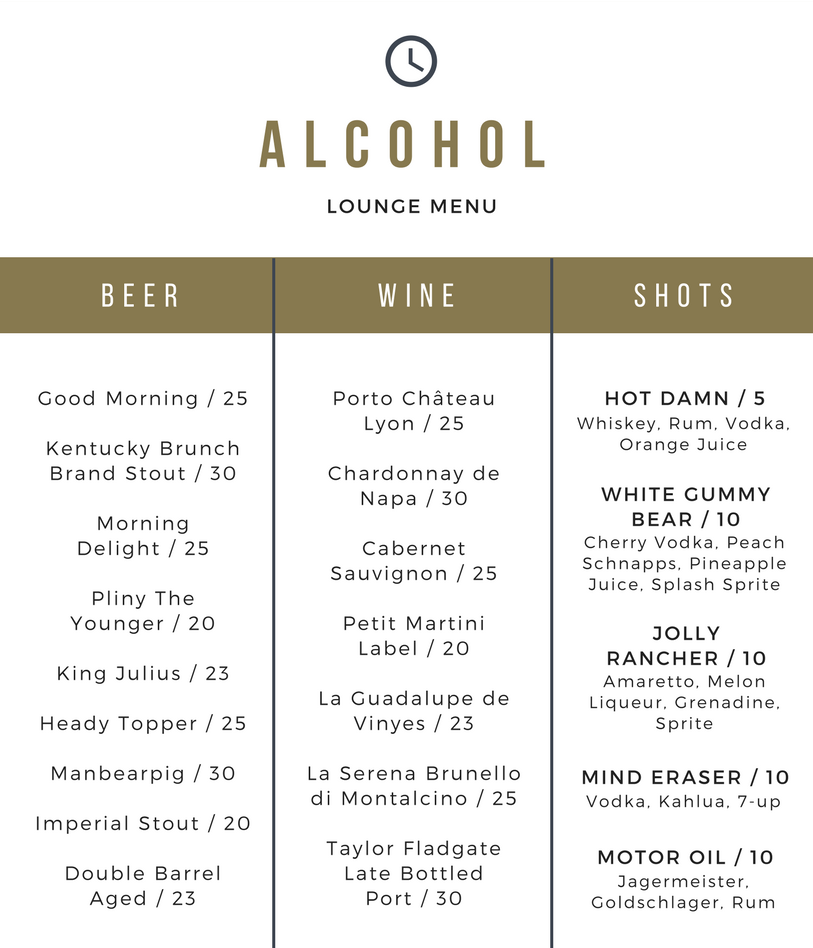 ALCOHOL
LOUNGE MENU
BEER
Good Morning / 25
Kentucky Brunch
Brand Stout / 30
Morning
Delight / 25
Pliny The
Younger / 20
King Julius / 23
Heady Topper / 25
Manbearpig / 30
Imperial Stout / 20
Double Barrel
Aged / 23
WINE
Porto Château
Lyon / 25
Chardonnay de
Napa / 30
Cabernet
Sauvignon / 25
Petit Martini
Label / 20
La Guadalupe de
Vinyes / 23
La Serena Brunello
di Montalcino / 25
Taylor Fladgate
Late Bottled
Port / 30
SHOTS
HOT DAMN / 5
Whiskey, Rum, Vodka,
Orange Juice
WHITE GUMMY
BEAR / 10
Cherry Vodka, Peach
Schnapps, Pineapple
Juice, Splash Sprite
JOLLY
RANCHER / 10
Amaretto, Melon
Liqueur, Grenadine,
Sprite
MIND ERASER / 10
Vodka, Kahlua, 7-up
MOTOR OIL / 10
Jagermeister,
Goldschlager, Rum